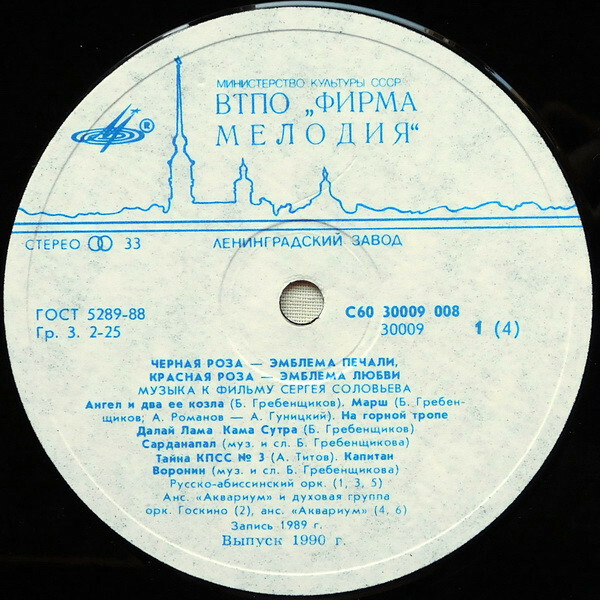 МИНИСТЕРСТВО КУЛЬТУРЫ СССР
ВТПО „ФИРМА
МЕЛОДИЯ“
®
СТЕРЕО 33
ЛЕНИНГРАДСКИЙ ЗАВОД
ГОСТ 5289-88
Гр. 3. 2-25
С60 30009 008
30009 1 (4)
ЧЕРНАЯ РОЗА — ЭМБЛЕМА ПЕЧАЛИ,
КРАСНАЯ РОЗА — ЭМБЛЕМА ЛЮБВИ
МУЗЫКА К ФИЛЬМУ СЕРГЕЯ СОЛОВЬЕВА
Ангел и два ее козла (Б. Гребенщиков). Марш (Б. Гребен-
щиков; А. Романов — А. Гуницкий). На горной тропе
Далай Лама Кама Сутра (Б. Гребенщиков)
Сарданапал (муз. и сл. Б. Гребенщикова)
Тайна КПСС № 3 (А. Титов). Капитан
Воронин (муз. и сл. Б. Гребенщикова)
Русско-абиссинский орк. (1, 3, 5)
Анс. «Аквариум» и духовая группа
орк. Госкино (2), анс. «Аквариум» (4, 6)
Запись 1989 г.
Выпуск 1990 г.